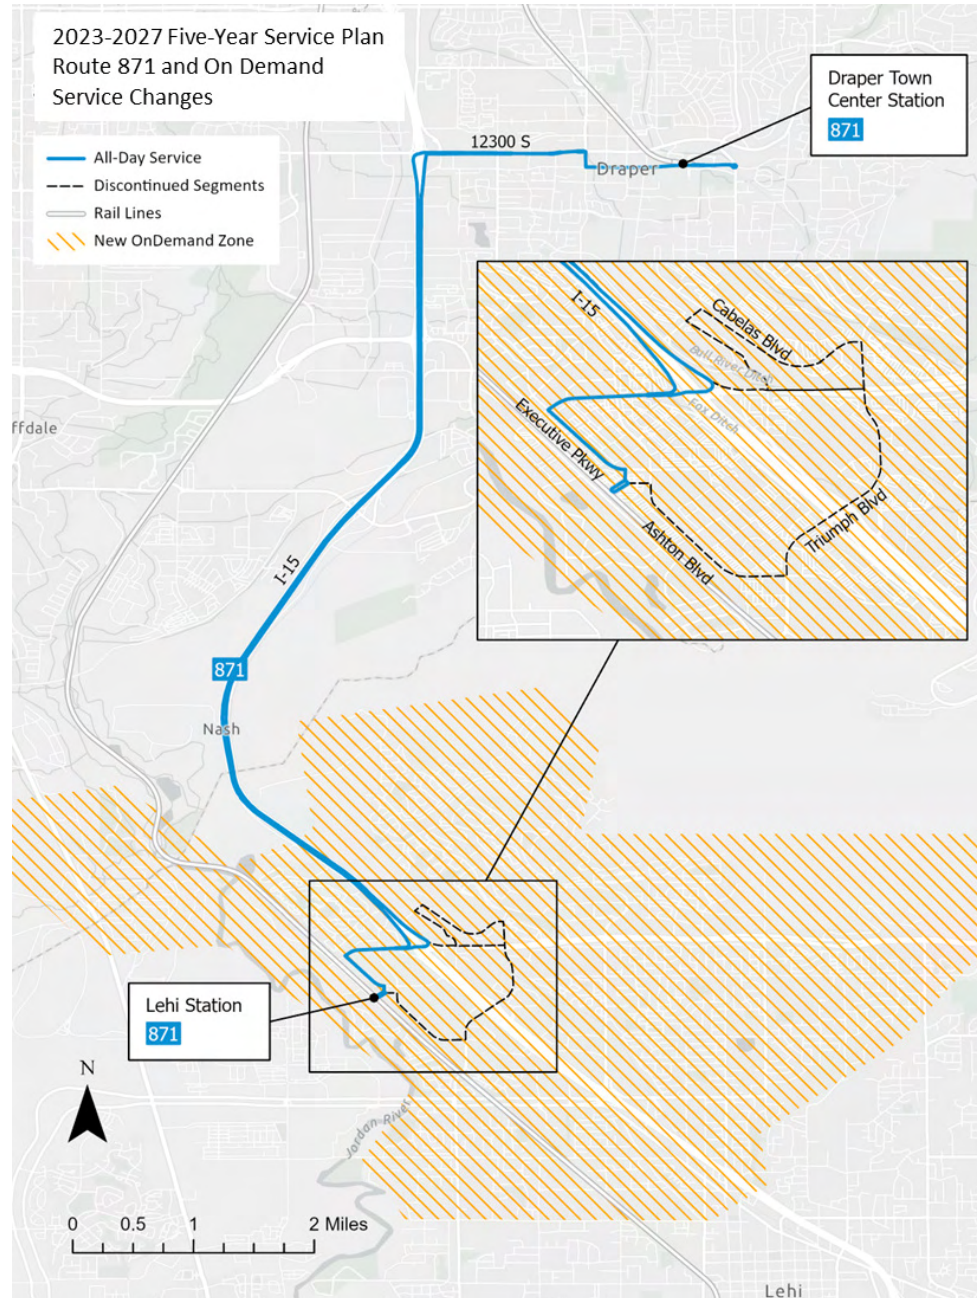 2023-2027 Five-Year Service Plan
Route 871 and On Demand
Service Changes
All-Day Service
Discontinued Segments
Rail Lines
New OnDemand Zone
Draper Town
Center Station
871
12300 S
Draper
I-15
Cabelas Blvd
Bull River Ditch
Fox Ditch
Executive Pkwy
Ashton Blvd
Triumph Blvd
ffdale
I-15
871
Nash
Lehi Station
871
N
Jordan River
0 0.5 1 2 Miles
Lehi